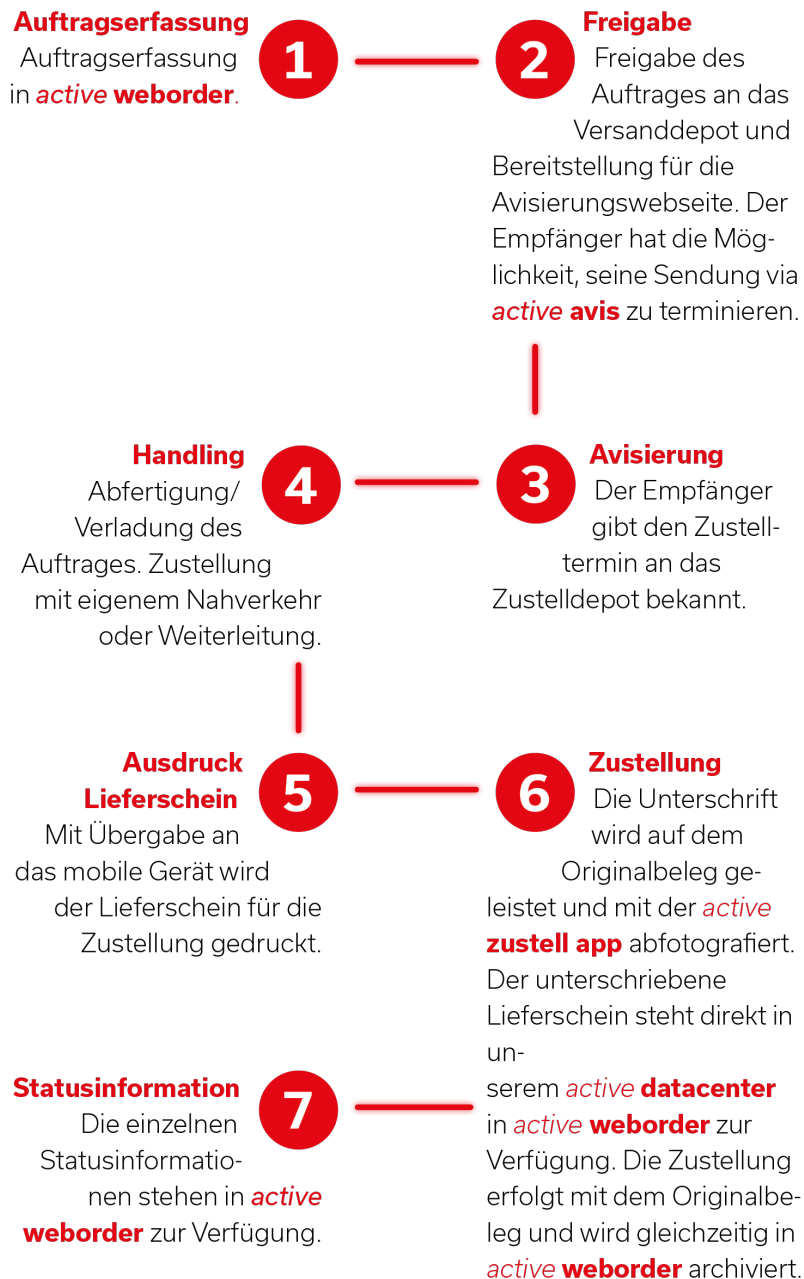 Auftragserfassung
Auftragserfassung
in active weborder.
1
2
Freigabe
Freigabe des
Auftrages an das
Versanddepot und
Bereitstellung für die
Avisierungswebseite. Der
Empfänger hat die Mög-
lichkeit, seine Sendung via
active avis zu terminieren.
3
Avisierung
Der Empfänger
gibt den Zustell-
termin an das
Zustelldepot bekannt.
Handling
4
Abfertigung/
Verladung des
Auftrages. Zustellung
mit eigenem Nahverkehr
oder Weiterleitung.
Ausdruck
Lieferschein
5
Mit Übergabe an
das mobile Gerät wird
der Lieferschein für die
Zustellung gedruckt.
6
Zustellung
Die Unterschrift
wird auf dem
Originalbeleg ge-
leistet und mit der active
zustell app abfotografiert.
Der unterschriebene
Lieferschein steht direkt in
un-
serem active datacenter
in active weborder zur
Verfügung. Die Zustellung
erfolgt mit dem Originalbe-
leg und wird gleichzeitig in
active weborder archiviert.
Statusinformation
7
Die einzelnen
Statusinformatio-
nen stehen in active
weborder zur Verfügung.